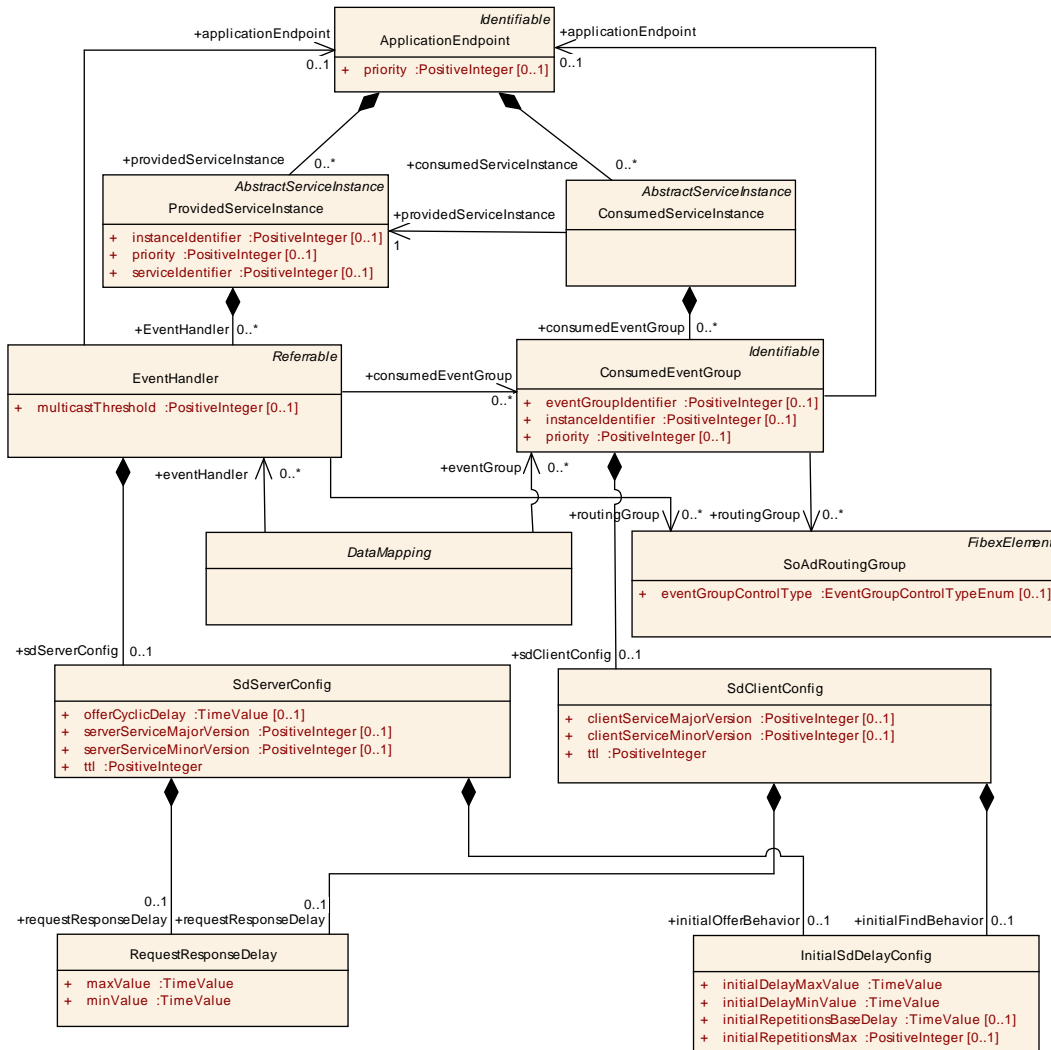 Identifiable
ApplicationEndpoint
+ priority :PositiveInteger [0..1]
+applicationEndpoint
0..1
+applicationEndpoint
0..1
+providedServiceInstance
0..*
+consumedServiceInstance
0..*
AbstractServiceInstance
ProvidedServiceInstance
+ instanceIdentifier :PositiveInteger [0..1]
+ priority :PositiveInteger [0..1]
+ serviceIdentifier :PositiveInteger [0..1]
+providedServiceInstance
1
AbstractServiceInstance
ConsumedServiceInstance
+EventHandler
0..*
+consumedEventGroup
0..*
Referrable
EventHandler
+ multicastThreshold :PositiveInteger [0..1]
+consumedEventGroup
0..*
Identifiable
ConsumedEventGroup
+ eventGroupIdentifier :PositiveInteger [0..1]
+ instanceIdentifier :PositiveInteger [0..1]
+ priority :PositiveInteger [0..1]
+eventHandler
0..*
+eventGroup
0..*
+routingGroup
0..*
+routingGroup
0..*
DataMapping
FibexElement
SoAdRoutingGroup
+ eventGroupControlType :EventGroupControlTypeEnum [0..1]
+sdServerConfig
0..1
+sdClientConfig
0..1
SdServerConfig
+ offerCyclicDelay :TimeValue [0..1]
+ serverServiceMajorVersion :PositiveInteger [0..1]
+ serverServiceMinorVersion :PositiveInteger [0..1]
+ ttl :PositiveInteger
SdClientConfig
+ clientServiceMajorVersion :PositiveInteger [0..1]
+ clientServiceMinorVersion :PositiveInteger [0..1]
+ ttl :PositiveInteger
0..1
+requestResponseDelay
0..1
+requestResponseDelay
+initialOfferBehavior
0..1
+initialFindBehavior
0..1
RequestResponseDelay
+ maxValue :TimeValue
+ minValue :TimeValue
InitialSdDelayConfig
+ initialDelayMaxValue :TimeValue
+ initialDelayMinValue :TimeValue
+ initialRepetitionsBaseDelay :TimeValue [0..1]
+ initialRepetitionsMax :PositiveInteger [0..1]